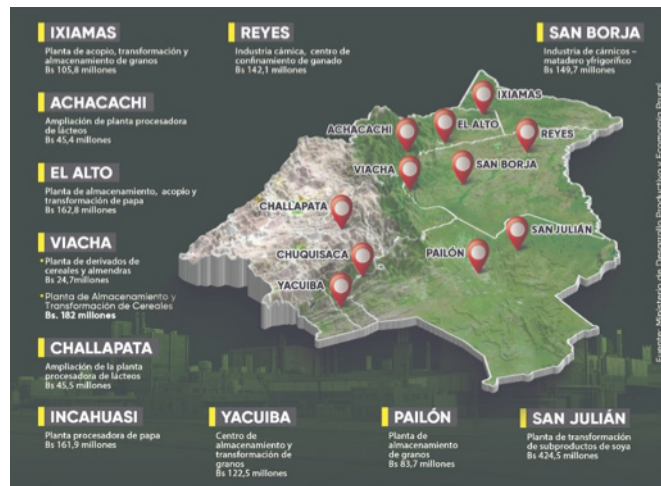 IXIAMAS
Planta de acopio, transformación y
almacenamiento de granos
Bs 105,8 millones
REYES
Industria cárnica, centro de
confinamiento de ganado
Bs 142,1 millones
SAN BORJA
Industria de cárnicos –
matadero yfrigorífico
Bs 149,7 millones
ACHACACHI
Ampliación de planta procesadora
de lácteos
Bs 45,4 millones
EL ALTO
Planta de almacenamiento, acopio y
transformación de papa
Bs 162,8 millones
VIACHA
• Planta de derivados de
cereales y almendras
Bs 24,7millones
• Planta de Almacenamiento y
Transformación de Cereales
Bs. 182 millones
CHALLAPATA
Ampliación de la planta
procesadora de lácteos
Bs 45,5 millones
IXIAMAS
ACHACACHI
EL ALTO
REYES
VIACHA
SAN BORJA
CHALLAPATA
SAN JULIÁN
CHUQUISACA
PAILÓN
YACUIBA
INCAHUASI
Planta procesadora de papa
Bs 161,9 millones
YACUIBA
Centro de
almacenamiento y
transformación de
granos
Bs 122,5 millones
PAILÓN
Planta de
almacenamiento
de granos
Bs 83,7 millones
SAN JULIÁN
Planta de transformación
de subproductos de soya
Bs 424,5 millones
Fuente: Ministerio de Desarrollo Productivo y Economía Plural